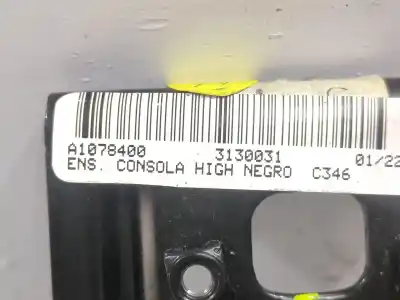 A1078400 3130031 01/22
ENS. CONSOLA HIGH NEGRO C346